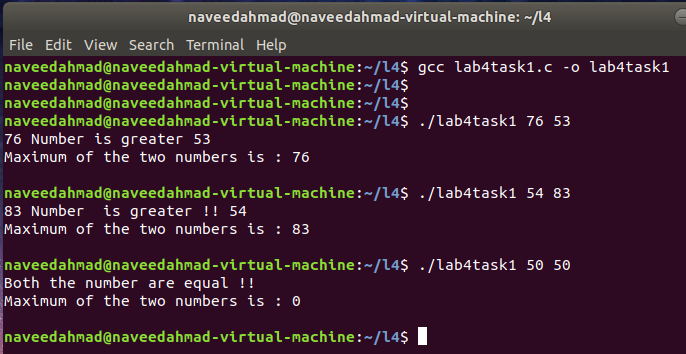 naveedahmad@naveedahmad-virtual-machine: ~/l4
File Edit View Search Terminal Help
naveedahmad@naveedahmad-virtual-machine:~/l4$ gcc lab4task1.c -o lab4task1
naveedahmad@naveedahmad-virtual-machine:~/l4$
naveedahmad@naveedahmad-virtual-machine:~/l4$
naveedahmad@naveedahmad-virtual-machine:~/l4$ ./lab4task1 76 53
76 Number is greater 53
Maximum of the two numbers is : 76
naveedahmad@naveedahmad-virtual-machine:~/l4$ ./lab4task1 54 83
83 Number  is greater !! 54
Maximum of the two numbers is : 83
naveedahmad@naveedahmad-virtual-machine:~/l4$ ./lab4task1 50 50
Both the number are equal !!
Maximum of the two numbers is : 0
naveedahmad@naveedahmad-virtual-machine:~/l4$